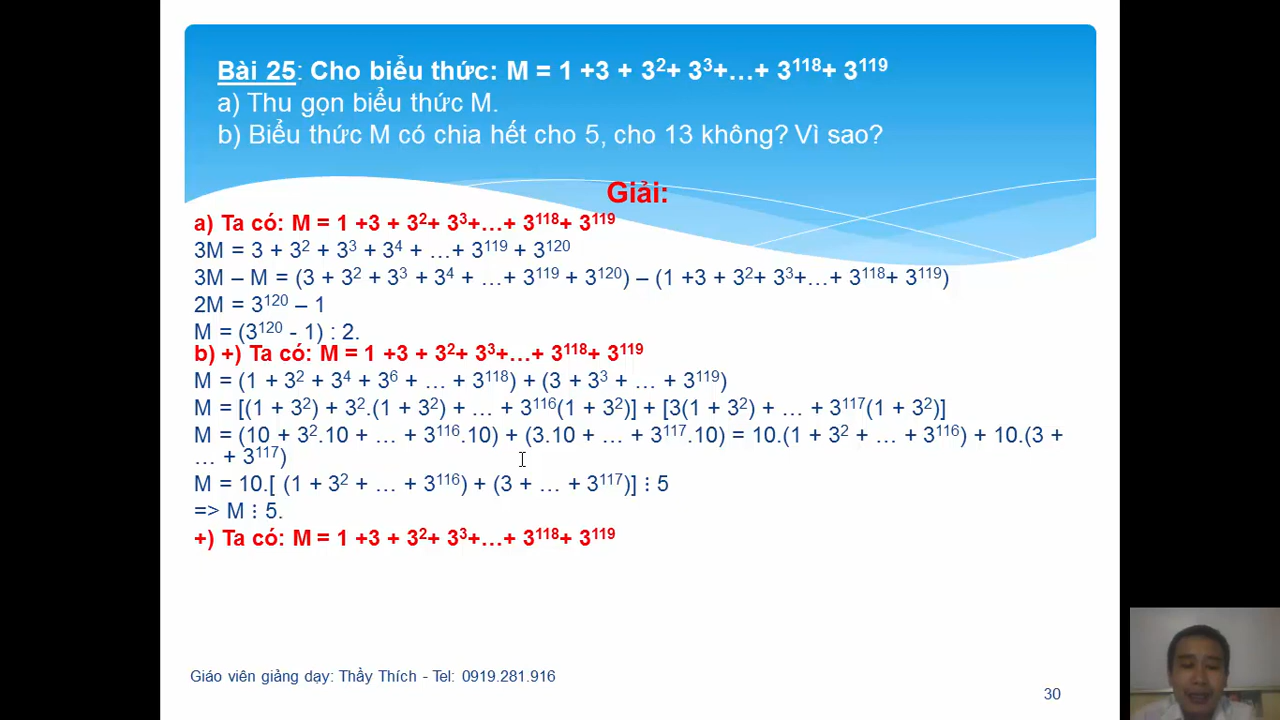 Bài 25: Cho biểu thức: M = 1 +3 + 3²+ 3³+…+ 3¹¹⁸+ 3¹¹⁹
a) Thu gọn biểu thức M.
b) Biểu thức M có chia hết cho 5, cho 13 không? Vì sao?
Giải:
a) Ta có: M = 1 +3 + 3²+ 3³+…+ 3¹¹⁸+ 3¹¹⁹
3M = 3 + 3² + 3³ + 3⁴ + …+ 3¹¹⁹ + 3¹²⁰
3M – M = (3 + 3² + 3³ + 3⁴ + …+ 3¹¹⁹ + 3¹²⁰) – (1 +3 + 3²+ 3³+…+ 3¹¹⁸+ 3¹¹⁹)
2M = 3¹²⁰ – 1
M = (3¹²⁰ - 1) : 2.
b) +) Ta có: M = 1 +3 + 3²+ 3³+…+ 3¹¹⁸+ 3¹¹⁹
M = (1 + 3² + 3⁴ + 3⁶ + … + 3¹¹⁸) + (3 + 3³ + … + 3¹¹⁹)
M = [(1 + 3²) + 3².(1 + 3²) + … + 3¹¹⁶(1 + 3²)] + [3(1 + 3²) + … + 3¹¹⁷(1 + 3²)]
M = (10 + 3².10 + … + 3¹¹⁶.10) + (3.10 + … + 3¹¹⁷.10) = 10.(1 + 3² + … + 3¹¹⁶) + 10.(3 +
… + 3¹¹⁷)
M = 10.[ (1 + 3² + … + 3¹¹⁶) + (3 + … + 3¹¹⁷)] ⋮ 5
=> M ⋮ 5.
+) Ta có: M = 1 +3 + 3²+ 3³+…+ 3¹¹⁸+ 3¹¹⁹
Giáo viên giảng dạy: Thầy Thích - Tel: 0919.281.916
30